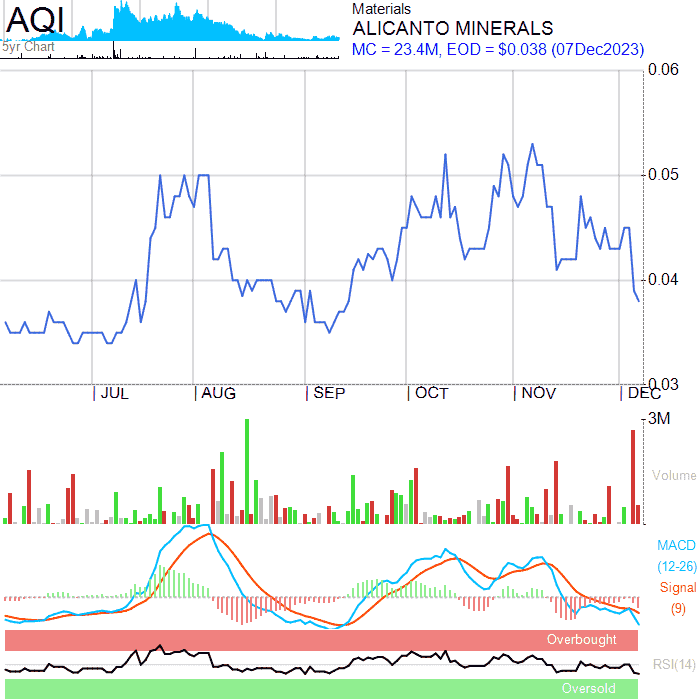 AQI
5yr Chart
Materials
ALICANTO MINERALS
MC = 23.4M, EOD = $0.038 (07Dec2023)
0.06
0.05
0.04
0.03
JUL AUG SEP OCT NOV DEC
3M
Volume
MACD
(12-26)
Signal
(9)
Overbought
RSI(14)
Oversold